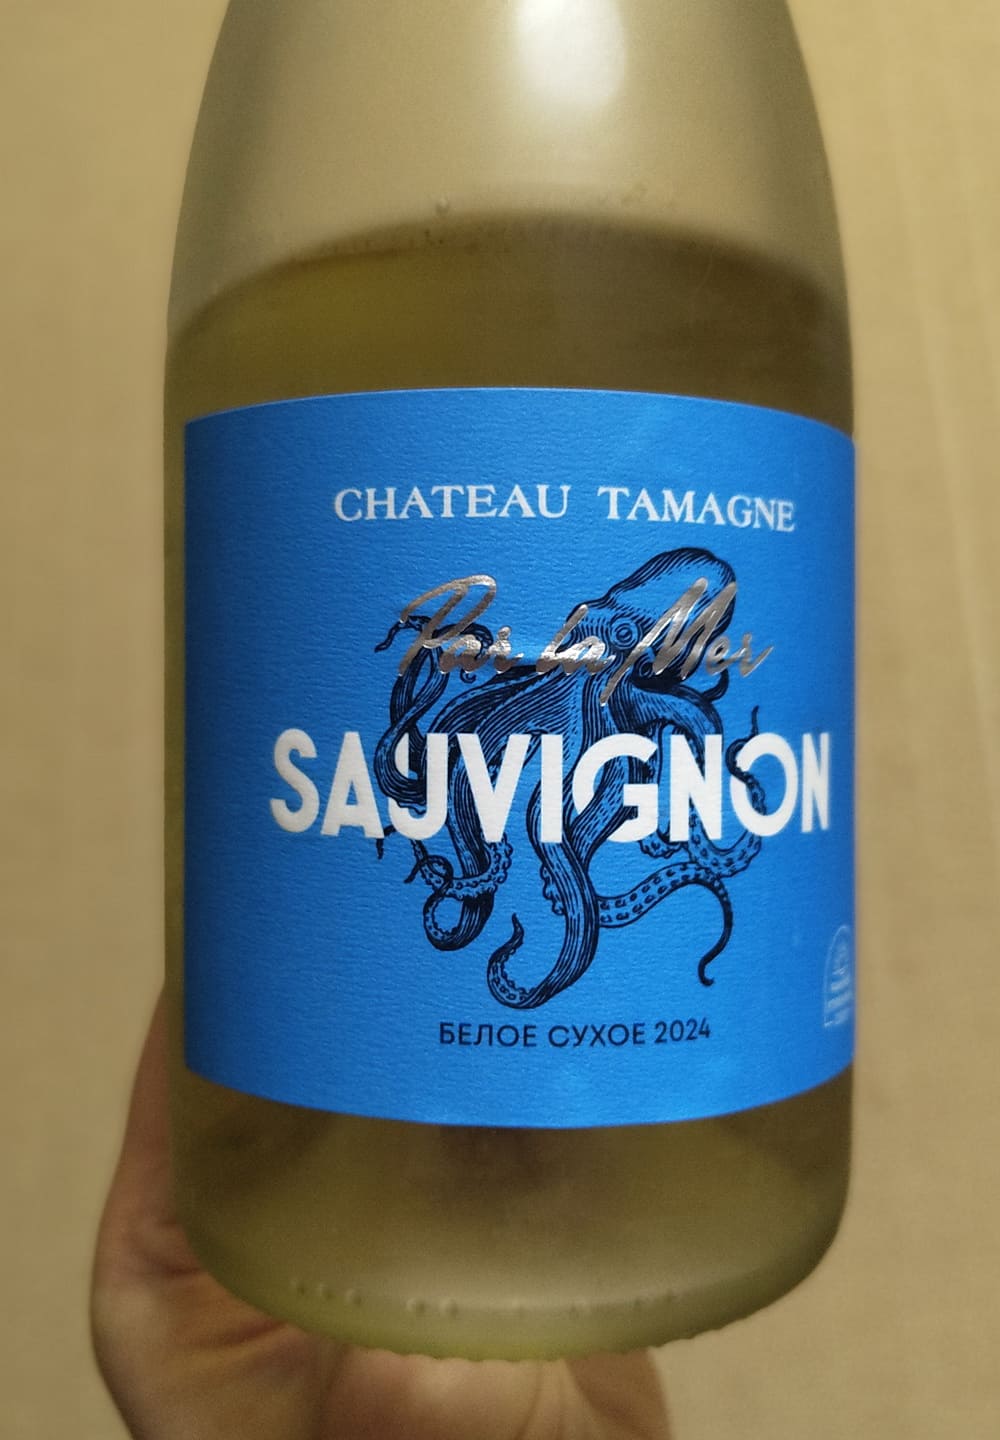 CHATEAU TAMAGNE
Par La Mer
SAUVIGNON
БЕЛОЕ СУХОЕ 2024